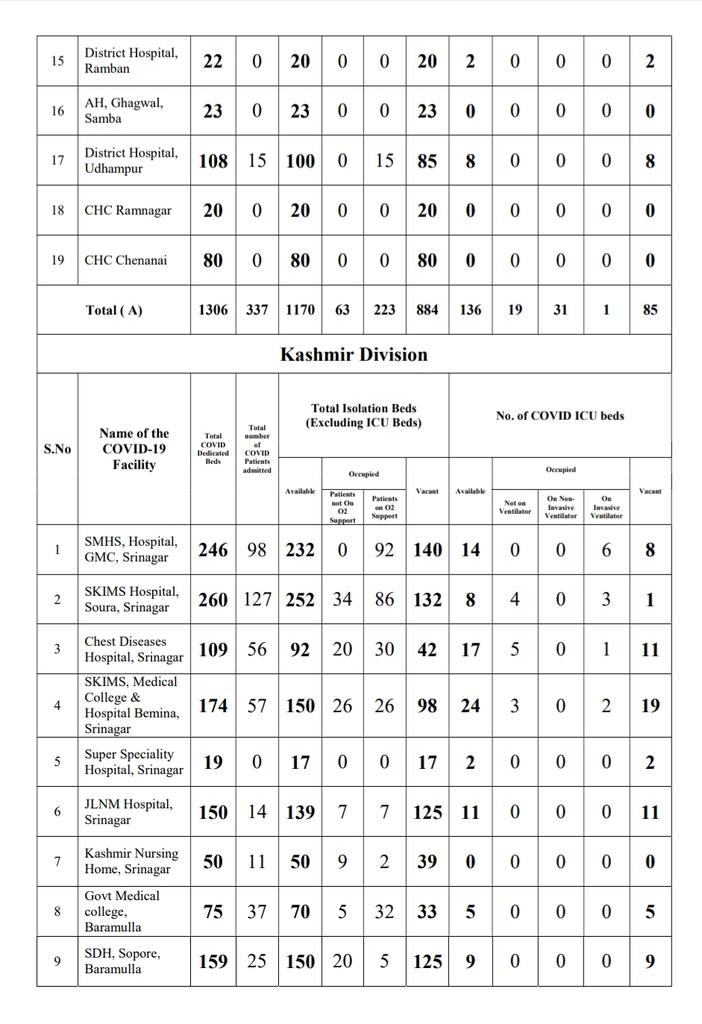 15 District Hospital, Ramban 22 0 20 0 0 20 2 0 0 0 2
16 AH, Ghagwal, Samba 23 0 23 0 0 23 0 0 0 0 0
17 District Hospital, Udhampur 108 15 100 0 15 85 8 0 0 0 8
18 CHC Ramnagar 20 0 20 0 0 20 0 0 0 0 0
19 CHC Chenanai 80 0 80 0 0 80 0 0 0 0 0
Total ( A) 1306 337 1170 63 223 884 136 19 31 1 85
Kashmir Division
S.No
Name of the COVID-19 Facility
Total COVID Dedicated Beds
Total number of COVID Patients admitted
Total Isolation Beds (Excluding ICU Beds)
No. of COVID ICU beds
Available
Occupied
Patients not On O2 Support
Patients on O2 Support
Vacant
Available
Occupied
Not on Ventilator
On Non-Invasive Ventilator
On Invasive Ventilator
Vacant
1 SMHS, Hospital, GMC, Srinagar 246 98 232 0 92 140 14 0 0 6 8
2 SKIMS Hospital, Soura, Srinagar 260 127 252 34 86 132 8 4 0 3 1
3 Chest Diseases Hospital, Srinagar 109 56 92 20 30 42 17 5 0 1 11
4 SKIMS, Medical College & Hospital Bemina, Srinagar 174 57 150 26 26 98 24 3 0 2 19
5 Super Speciality Hospital, Srinagar 19 0 17 0 0 17 2 0 0 0 2
6 JLNM Hospital, Srinagar 150 14 139 7 7 125 11 0 0 0 11
7 Kashmir Nursing Home, Srinagar 50 11 50 9 2 39 0 0 0 0 0
8 Govt Medical college, Baramulla 75 37 70 5 32 33 5 0 0 0 5
9 SDH, Sopore, Baramulla 159 25 150 20 5 125 9 0 0 0 9